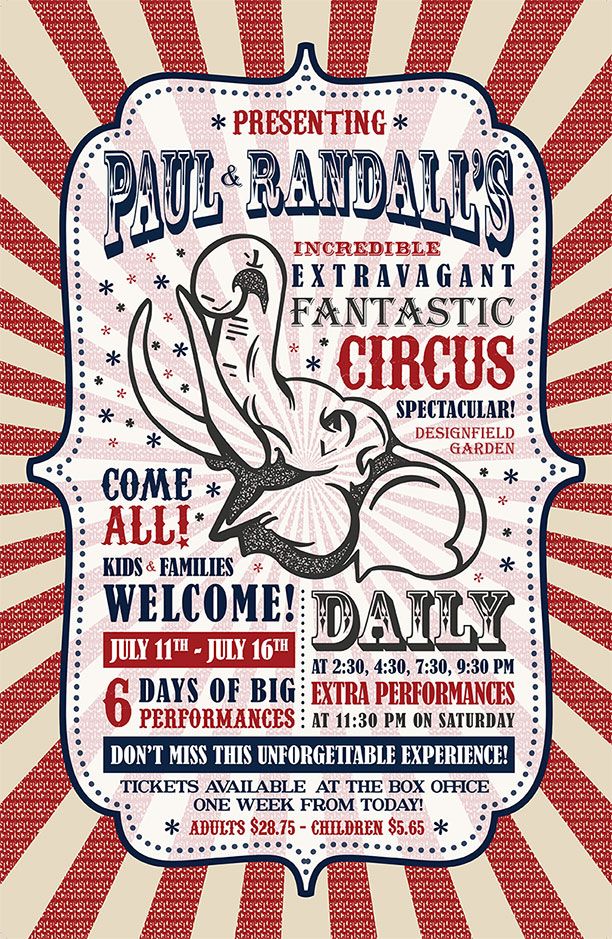 * PRESENTING *
PAUL & RANDALL'S
INCREDIBLE
EXTRAVAGANT
FANTASTIC
CIRCUS
SPECTACULAR!
DESIGNFIELD
GARDEN
COME
ALL!
KIDS & FAMILIES
WELCOME!
JULY 11TH - JULY 16TH
6 DAYS OF BIG
PERFORMANCES
DAILY
AT 2:30, 4:30, 7:30, 9:30 PM
EXTRA PERFORMANCES
AT 11:30 PM ON SATURDAY
DON'T MISS THIS UNFORGETTABLE EXPERIENCE!
TICKETS AVAILABLE AT THE BOX OFFICE
ONE WEEK FROM TODAY!
* ADULTS $28.75 - CHILDREN $5.65 *